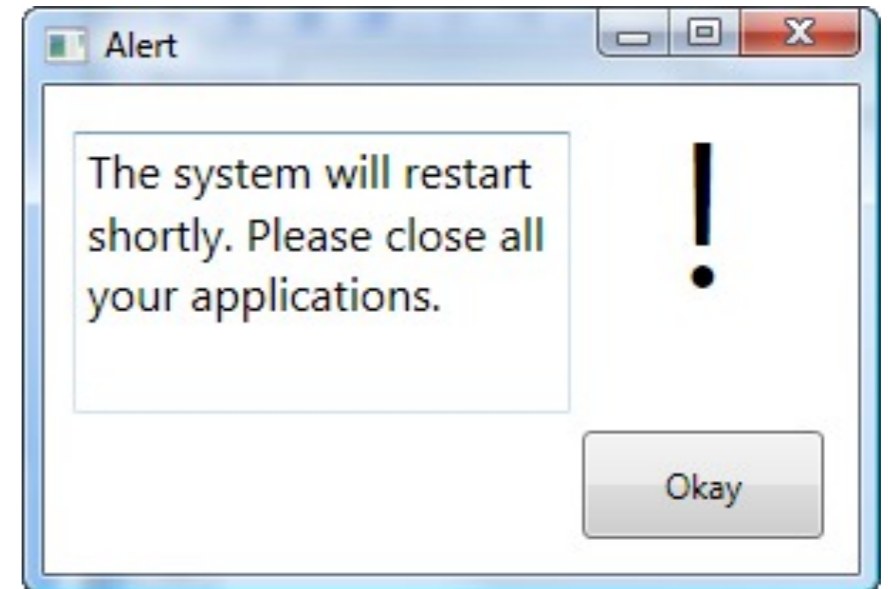 Alert
The system will restart
shortly. Please close all
your applications.
!
Okay